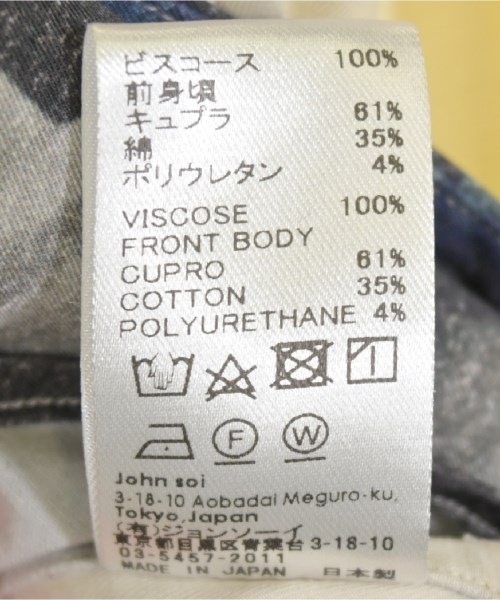 ビスコース 100%
前身頃
キュプラ 61%
綿 35%
ポリウレタン 4%
VISCOSE 100%
FRONT BODY
CUPRO 61%
COTTON 35%
POLYURETHANE 4%
F W
John soi
3-18-10 Aobadai Meguro-ku,
Tokyo,Japan
(有)ジョンソーイ
東京都目黒区青葉台3-18-10
03-5457-2011
MADE IN JAPAN 日本製